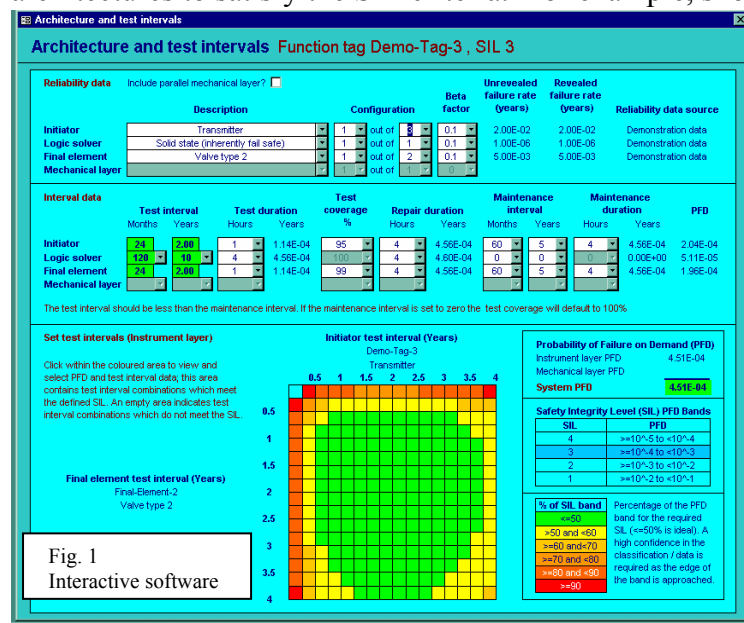 Architecture and test intervals
Architecture and test intervals Function tag Demo-Tag-3 , SIL 3
Reliability data Include parallel mechanical layer?
Description Configuration Beta factor Unrevealed failure rate (years) Revealed failure rate (years) Reliability data source
Initiator Transmitter 1 out of 3 0.1 2.00E-02 2.00E-02 Demonstration data
Logic solver Solid state (inherently fail safe) 1 out of 1 0.1 1.00E-06 1.00E-06 Demonstration data
Final element Valve type 2 1 out of 2 0.1 5.00E-03 5.00E-03 Demonstration data
Mechanical layer 1 out of 1 0
Interval data
Test interval Test duration Test coverage % Repair duration Maintenance interval Maintenance duration PFD
Months Years Hours Years Hours Years Months Years Hours Years
Initiator 24 2.00 1 1.14E-04 95 4 4.56E-04 60 5 4 4.56E-04 2.04E-04
Logic solver 120 10 4 4.56E-04 100 4 4.60E-04 0 0 0 0.00E+00 5.11E-05
Final element 24 2.00 1 1.14E-04 99 4 4.56E-04 60 5 4 4.56E-04 1.96E-04
Mechanical layer
The test interval should be less than the maintenance interval. If the maintenance interval is set to zero the test coverage will default to 100%
Set test intervals (Instrument layer)
Click within the coloured area to view and
select PFD and test interval data; this area
contains test interval combinations which meet
the defined SIL. An empty area indicates test
interval combinations which do not meet the SIL.
Final element test interval (Years)
Final-Element-2
Valve type 2
Initiator test interval (Years)
Demo-Tag-3
Transmitter
0.5 1 1.5 2 2.5 3 3.5 4
0.5
1
1.5
2
2.5
3
3.5
4
Probability of Failure on Demand (PFD)
Instrument layer PFD 4.51E-04
Mechanical layer PFD
System PFD 4.51E-04
Safety Integrity Level (SIL) PFD Bands
SIL PFD
4 >=10^-5 to <10^-4
3 >=10^-4 to <10^-3
2 >=10^-3 to <10^-2
1 >=10^-2 to <10^-1
% of SIL band
<=50
>50 and <60
>=60 and<70
>=70 and <80
>=80 and <90
>=90
Percentage of the PFD
band for the required
SIL (<=50% is ideal). A
high confidence in the
classification / data is
required as the edge of
the band is approached.
Fig. 1
Interactive software